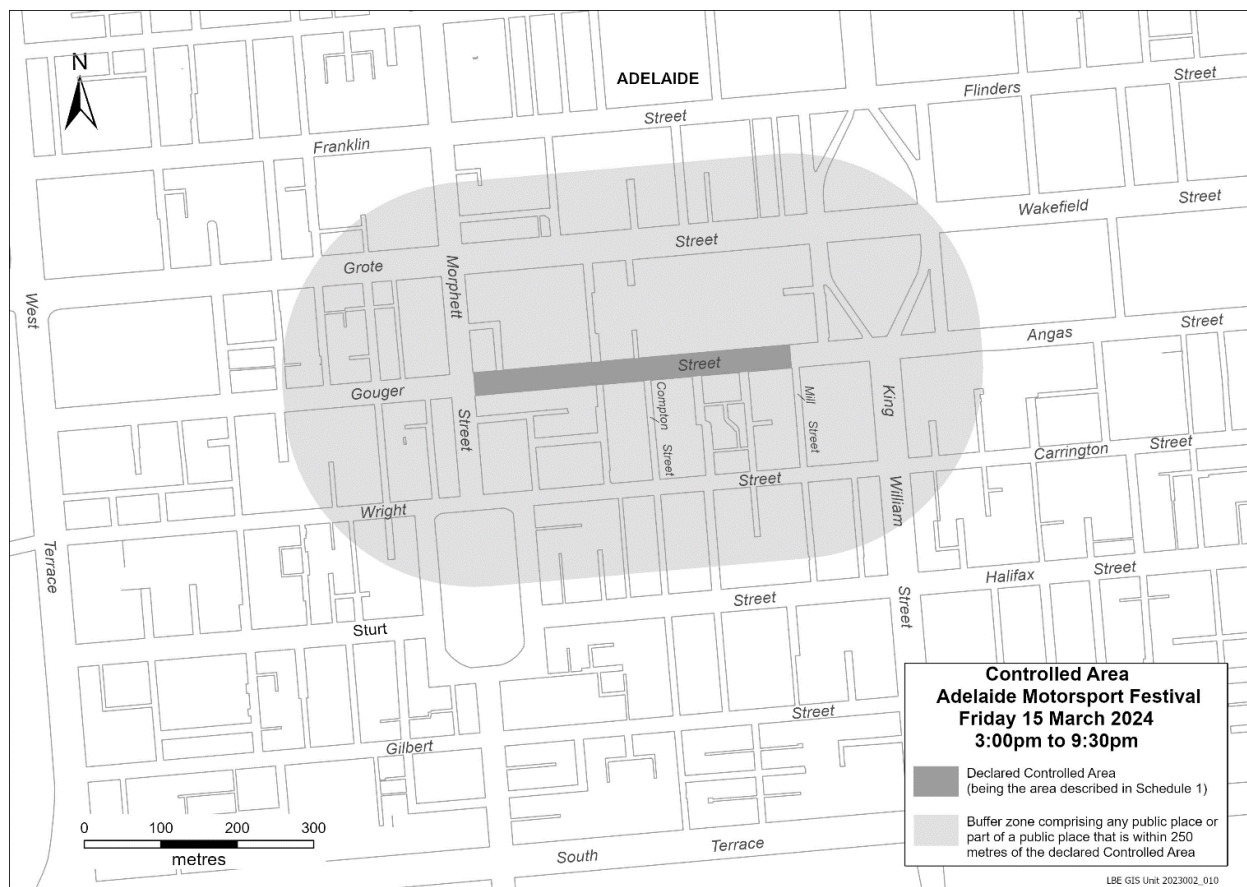 N
ADELAIDE
Flinders
Street
Franklin
Street
Wakefield
Street
Grote
Street
Morphett
Street
West
Terrace
Angas
Street
Gouger
Street
Compton
Street
Mill
Street
King
William
Street
Carrington
Street
Wright
Street
Halifax
Street
Sturt
Street
Gilbert
Street
South
Terrace
0 100 200 300
metres
Controlled Area
Adelaide Motorsport Festival
Friday 15 March 2024
3:00pm to 9:30pm
Declared Controlled Area
(being the area described in Schedule 1)
Buffer zone comprising any public place or
part of a public place that is within 250
metres of the declared Controlled Area
LBE GIS Unit 2023002_010